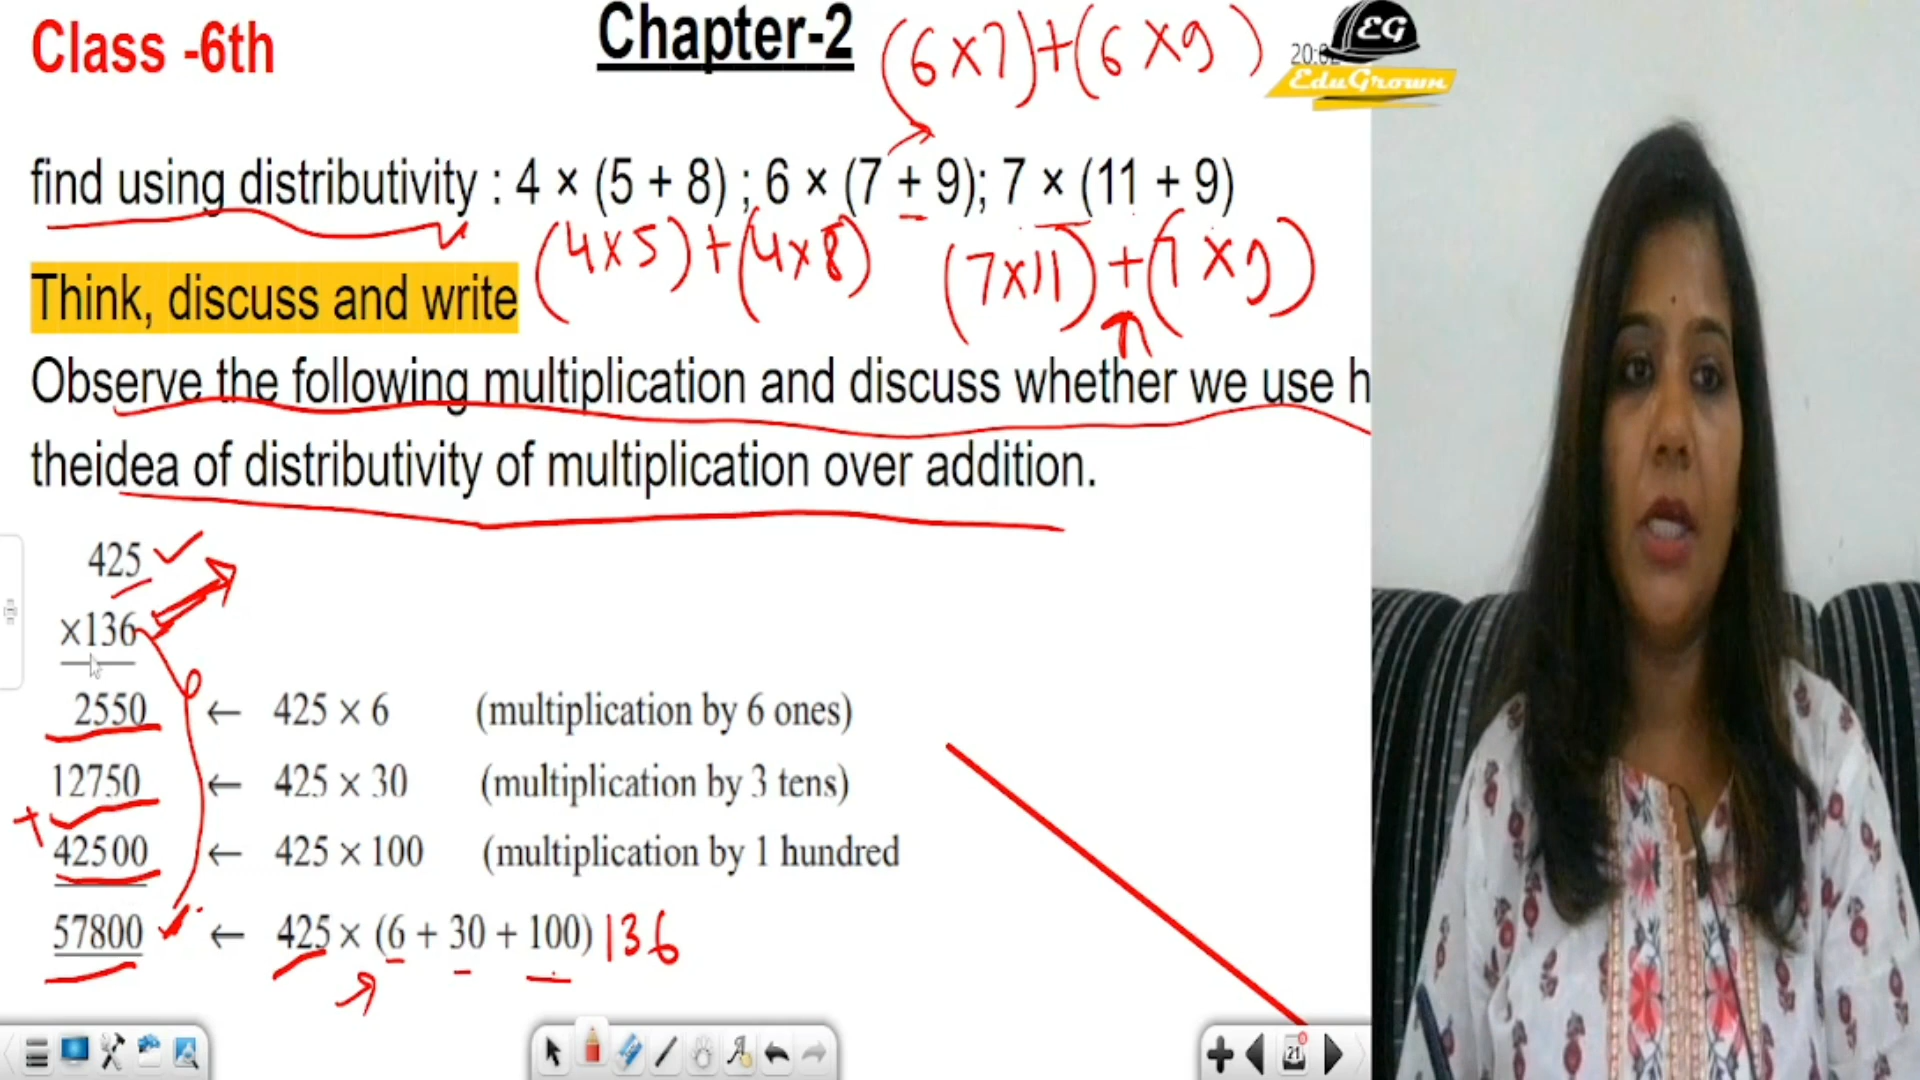 Class -6th Chapter-2 (6×7)+(6×9)
EG
EduGrown
find using distributivity : 4 × (5 + 8) ; 6 × (7 + 9); 7 × (11 + 9)
(4×5)+(4×8) (7×11)+(7×9)
Think, discuss and write
Observe the following multiplication and discuss whether we use h
theidea of distributivity of multiplication over addition.
425
×136
2550 ← 425 × 6 (multiplication by 6 ones)
12750 ← 425 × 30 (multiplication by 3 tens)
+
42500 ← 425 × 100 (multiplication by 1 hundred
57800 ← 425 × (6 + 30 + 100) 136
21